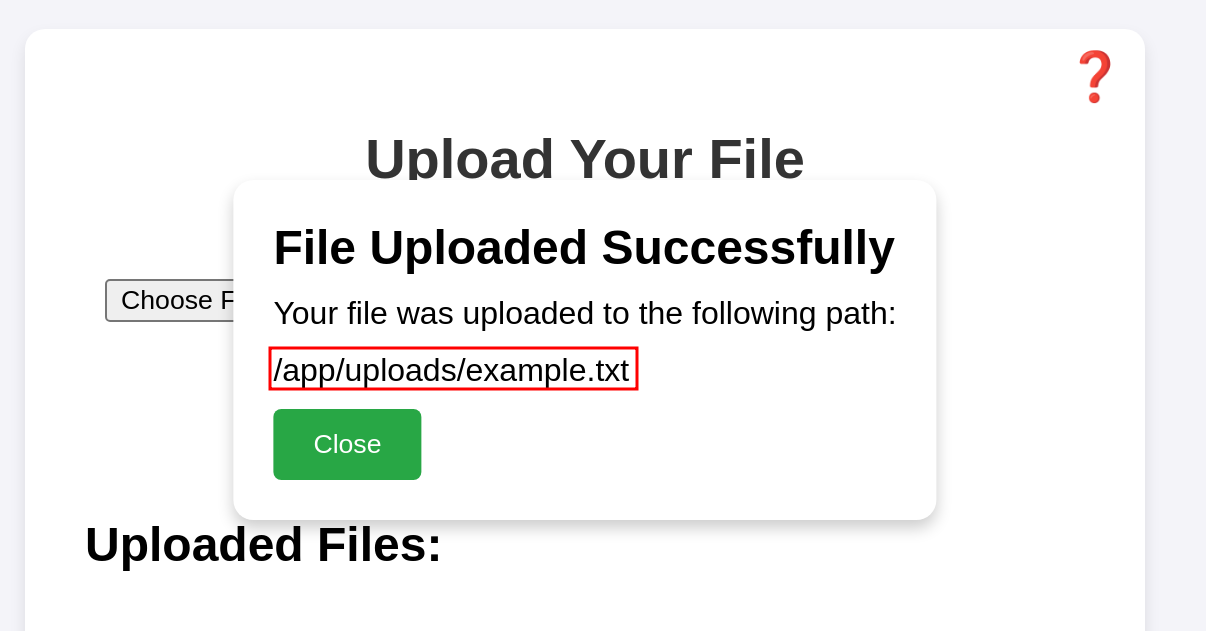 ❓
Upload Your File
File Uploaded Successfully
Choose F
Your file was uploaded to the following path:
/app/uploads/example.txt
Close
Uploaded Files: